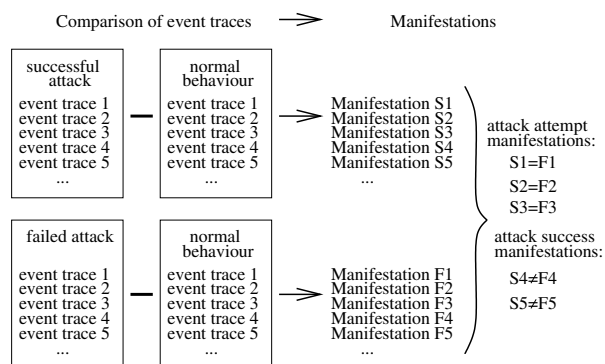 Comparison of event traces
Manifestations
successful
attack
event trace 1
event trace 2
event trace 3
event trace 4
event trace 5
...
normal
behaviour
event trace 1
event trace 2
event trace 3
event trace 4
event trace 5
...
Manifestation S1
Manifestation S2
Manifestation S3
Manifestation S4
Manifestation S5
...
failed attack
event trace 1
event trace 2
event trace 3
event trace 4
event trace 5
...
normal
behaviour
event trace 1
event trace 2
event trace 3
event trace 4
event trace 5
...
Manifestation F1
Manifestation F2
Manifestation F3
Manifestation F4
Manifestation F5
...
attack attempt
manifestations:
S1=F1
S2=F2
S3=F3
attack success
manifestations:
S4≠F4
S5≠F5